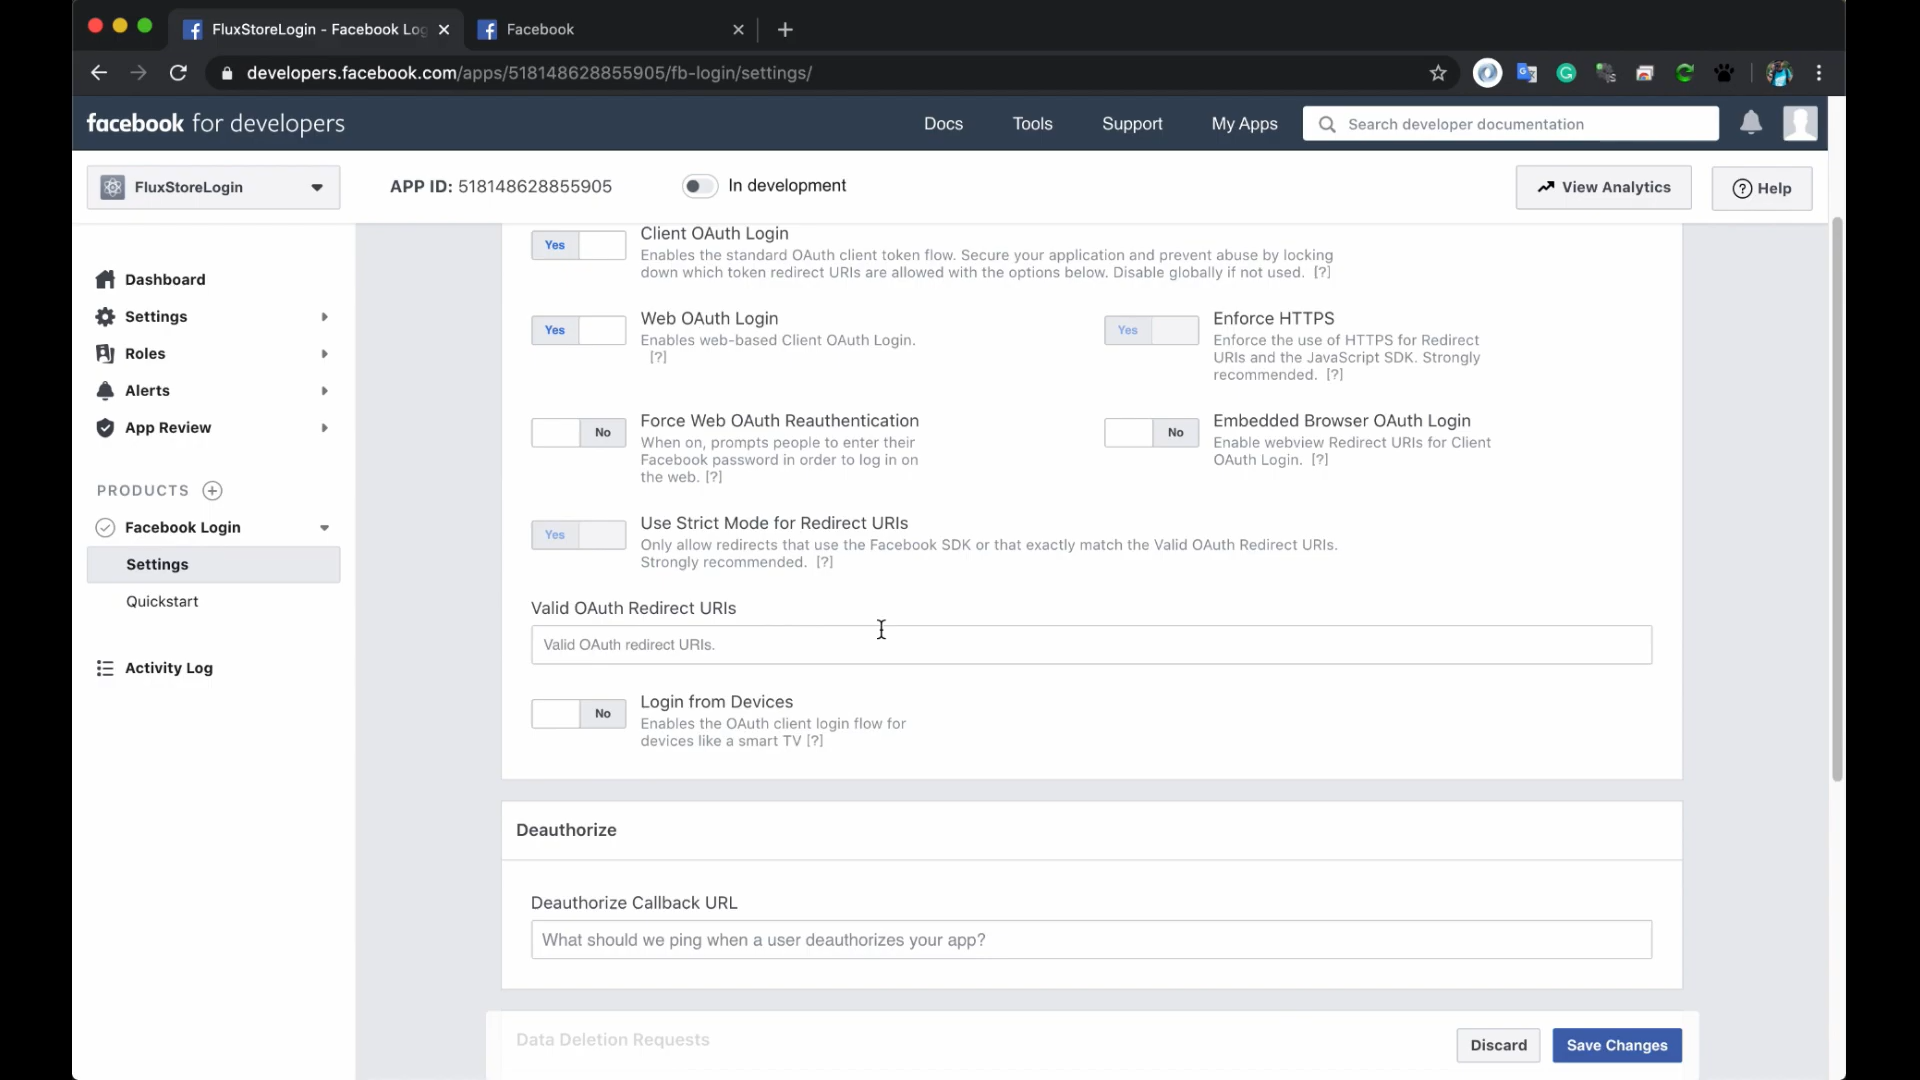 FluxStoreLogin - Facebook Log
Facebook
developers.facebook.com/apps/518148628855905/fb-login/settings/
facebook for developers
Docs
Tools
Support
My Apps
Search developer documentation
FluxStoreLogin
APP ID: 518148628855905
In development
View Analytics
Help
Dashboard
Settings
Roles
Alerts
App Review
PRODUCTS
Facebook Login
Settings
Quickstart
Activity Log
Yes
Client OAuth Login
Enables the standard OAuth client token flow. Secure your application and prevent abuse by locking
down which token redirect URIs are allowed with the options below. Disable globally if not used. [?]
Yes
Web OAuth Login
Enables web-based Client OAuth Login.
[?]
Yes
Enforce HTTPS
Enforce the use of HTTPS for Redirect
URIs and the JavaScript SDK. Strongly
recommended. [?]
No
Force Web OAuth Reauthentication
When on, prompts people to enter their
Facebook password in order to log in on
the web. [?]
No
Embedded Browser OAuth Login
Enable webview Redirect URIs for Client
OAuth Login. [?]
Yes
Use Strict Mode for Redirect URIs
Only allow redirects that use the Facebook SDK or that exactly match the Valid OAuth Redirect URIs.
Strongly recommended. [?]
Valid OAuth Redirect URIs
Valid OAuth redirect URIs.
No
Login from Devices
Enables the OAuth client login flow for
devices like a smart TV [?]
Deauthorize
Deauthorize Callback URL
What should we ping when a user deauthorizes your app?
Data Deletion Requests
Discard
Save Changes